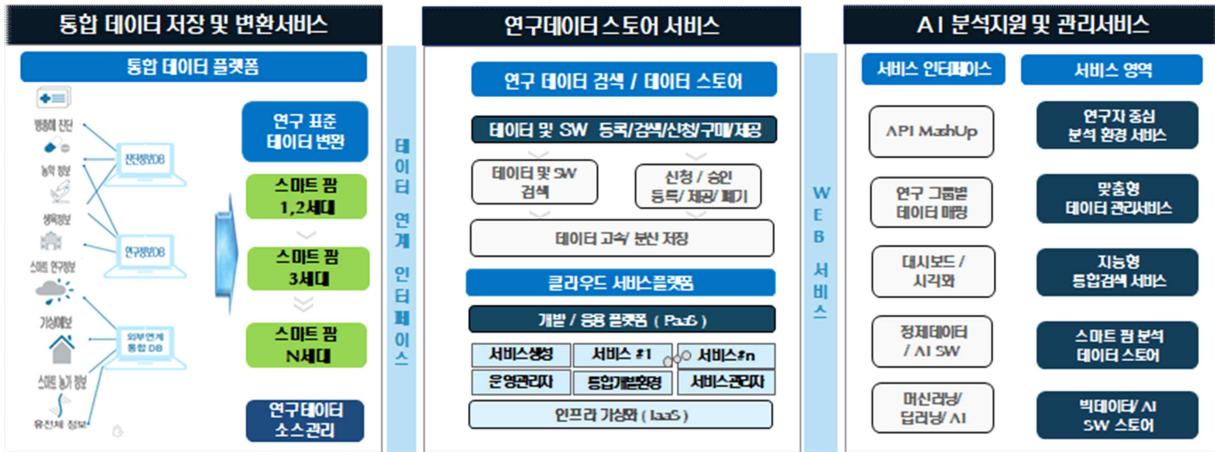 통합 데이터 저장 및 변환서비스
통합 데이터 플랫폼
병충해 진단
농약 정보
생육정보
스마트 연구정보
기상예보
스마트 농가 정보
유전체 정보
진단정보DB
연구정보DB
외부연계
통합 DB
연구 표준
데이터 변환
스마트 팜
1,2세대
스마트 팜
3세대
스마트 팜
N세대
연구데이터
소스관리
데이터 연계 인터페이스
연구데이터 스토어 서비스
연구 데이터 검색 / 데이터 스토어
데이터 및 SW 등록/검색/신청/구매/제공
데이터 및 SW
검색
신청 / 승인
등록/ 제공/ 폐기
데이터 고속/ 분산 저장
클라우드 서비스플랫폼
개발 / 응용 플랫폼 ( PaaS )
서비스생성
서비스 #1
서비스#n
운영관리자
통합개발환경
서비스관리자
인프라 가상화 ( IaaS )
WEB 서비스
AI 분석지원 및 관리서비스
서비스 인터페이스
서비스 영역
API MashUp
연구자 중심
분석 환경 서비스
연구 그룹별
데이터 매핑
맞춤형
데이터 관리서비스
대시보드 /
시각화
지능형
통합검색 서비스
정제데이터
/ AI SW
스마트 팜 분석
데이터 스토어
머신러닝/
딥러닝/ AI
빅데이터/ AI
SW 스토어